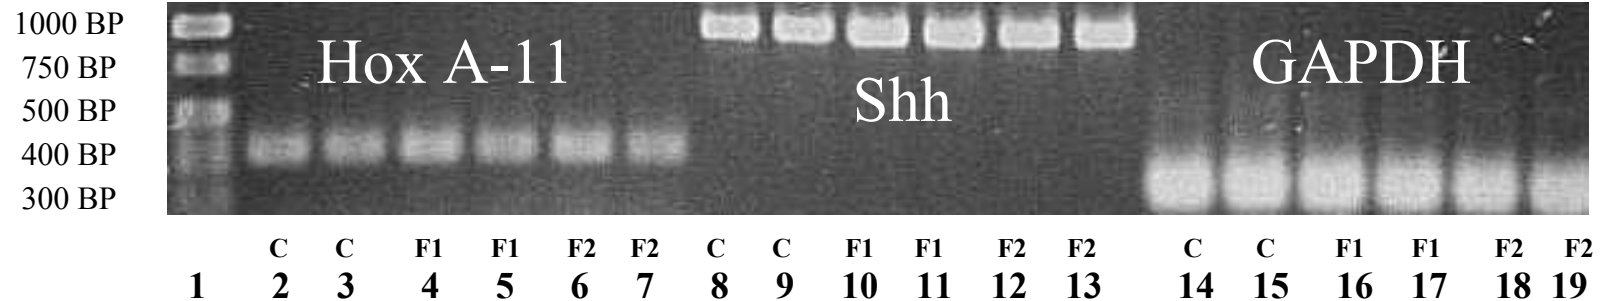 1000 BP
750 BP
500 BP
400 BP
300 BP
Hox A-11
Shh
GAPDH
C C F1 F1 F2 F2 C C F1 F1 F2 F2 C C F1 F1 F2 F2
1 2 3 4 5 6 7 8 9 10 11 12 13 14 15 16 17 18 19